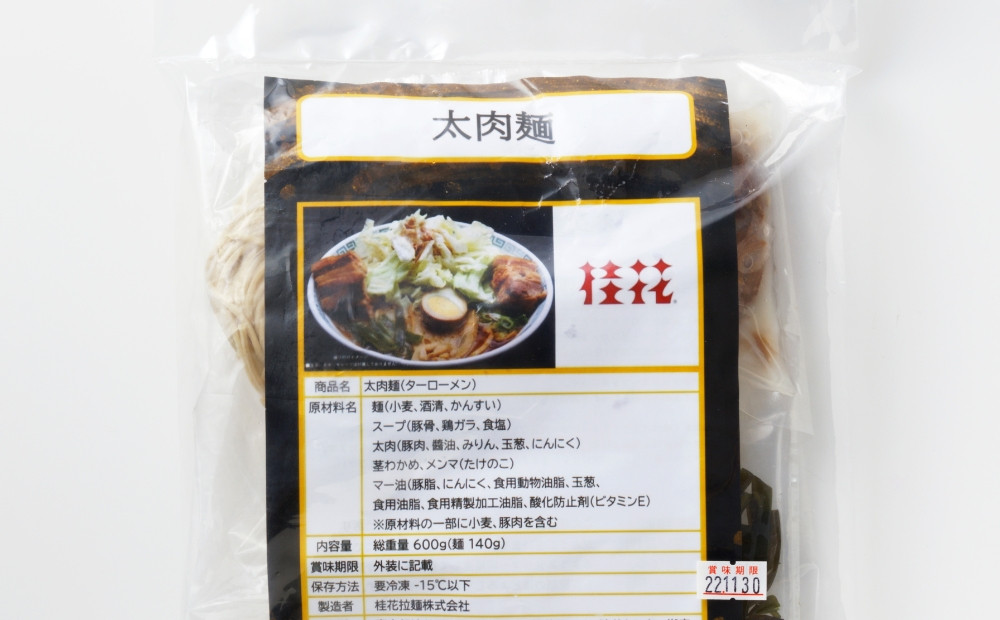 太肉麺
桂花
商品名 太肉麺(ターローメン)
原材料名 麺(小麦、酒清、かんすい)
スープ(豚骨、鶏ガラ、食塩)
太肉(豚肉、醤油、みりん、玉葱、にんにく)
茎わかめ、メンマ(たけのこ)
マー油(豚脂、にんにく、食用動物油脂、玉葱、
食用油脂、食用精製加工油脂、酸化防止剤(ビタミンE)
※原材料の一部に小麦、豚肉を含む
内容量 総重量 600g(麺 140g)
賞味期限 外装に記載
保存方法 要冷凍 -15℃以下
製造者 桂花拉麺株式会社
賞味期限
22.11.30